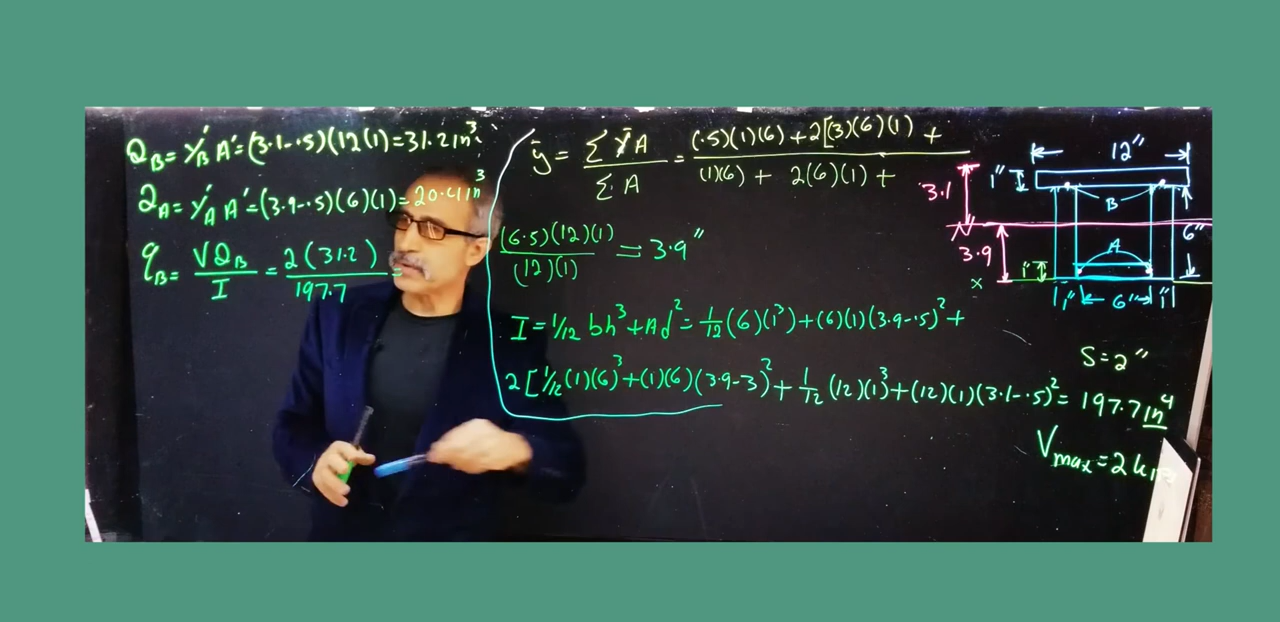 Q_B = y'_B A' = (3.1-.5)(12(1) = 31.2 in³
Q_A = y'_A A' = (3.9-.5)(6)(1) = 20.4 in³
q_B = VQ_B / I = 2(31.2) / 197.7 =
ȳ = Σ ȳA / Σ A = (.5)(1)(6) + 2[(3)(6)(1) + / (1)(6) + 2(6)(1) +
(6.5)(12)(1) / (12)(1) = 3.9"
I = 1/12 bh³ + Ad² = 1/12 (6)(1³) + (6)(1)(3.9-.5)² +
2 [1/12 (1)(6)³ + (1)(6)(3.9-3)² + 1/12 (12)(1)³ + (12)(1)(3.1-.5)² = 197.7 in⁴
12"
1"
3.1
B
6"
A
3.9
1"
x
1" 6" 1"
S = 2"
V_max = 2